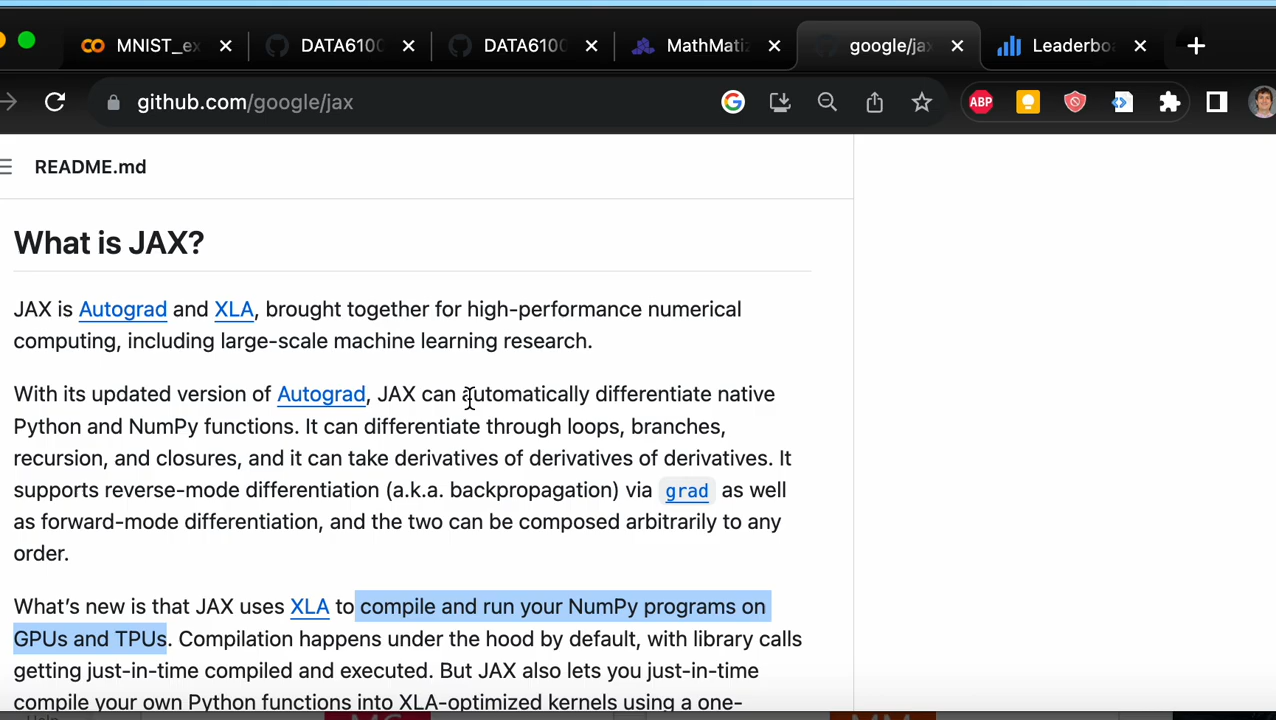 MNIST_ex
DATA6100
DATA6100
MathMatiz
google/jax
Leaderboa
github.com/google/jax
ABP
README.md
What is JAX?
JAX is Autograd and XLA, brought together for high-performance numerical
computing, including large-scale machine learning research.
With its updated version of Autograd, JAX can automatically differentiate native
Python and NumPy functions. It can differentiate through loops, branches,
recursion, and closures, and it can take derivatives of derivatives of derivatives. It
supports reverse-mode differentiation (a.k.a. backpropagation) via grad as well
as forward-mode differentiation, and the two can be composed arbitrarily to any
order.
What’s new is that JAX uses XLA to compile and run your NumPy programs on
GPUs and TPUs. Compilation happens under the hood by default, with library calls
getting just-in-time compiled and executed. But JAX also lets you just-in-time
compile your own Python functions into XLA-optimized kernels using a one-